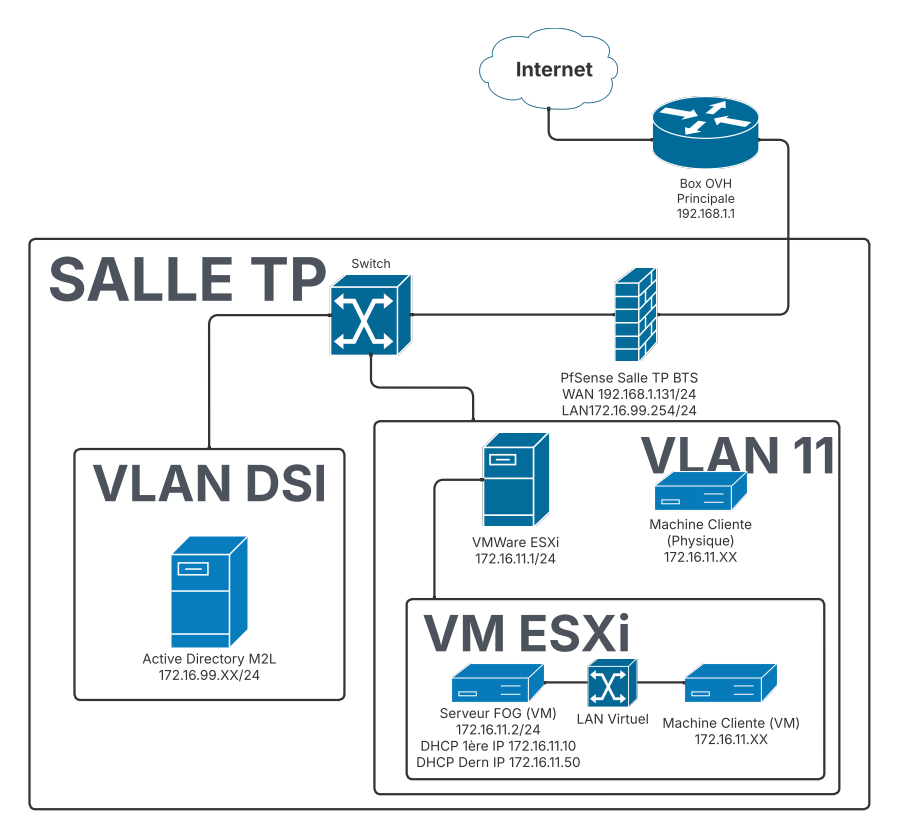 Internet
Box OVH
Principale
192.168.1.1
SALLE TP
Switch
PfSense Salle TP BTS
WAN 192.168.1.131/24
LAN172.16.99.254/24
VLAN DSI
Active Directory M2L
172.16.99.XX/24
VLAN 11
VMWare ESXi
172.16.11.1/24
Machine Cliente
(Physique)
172.16.11.XX
VM ESXi
Serveur FOG (VM)
172.16.11.2/24
DHCP 1ère IP 172.16.11.10
DHCP Dern IP 172.16.11.50
LAN Virtuel
Machine Cliente (VM)
172.16.11.XX